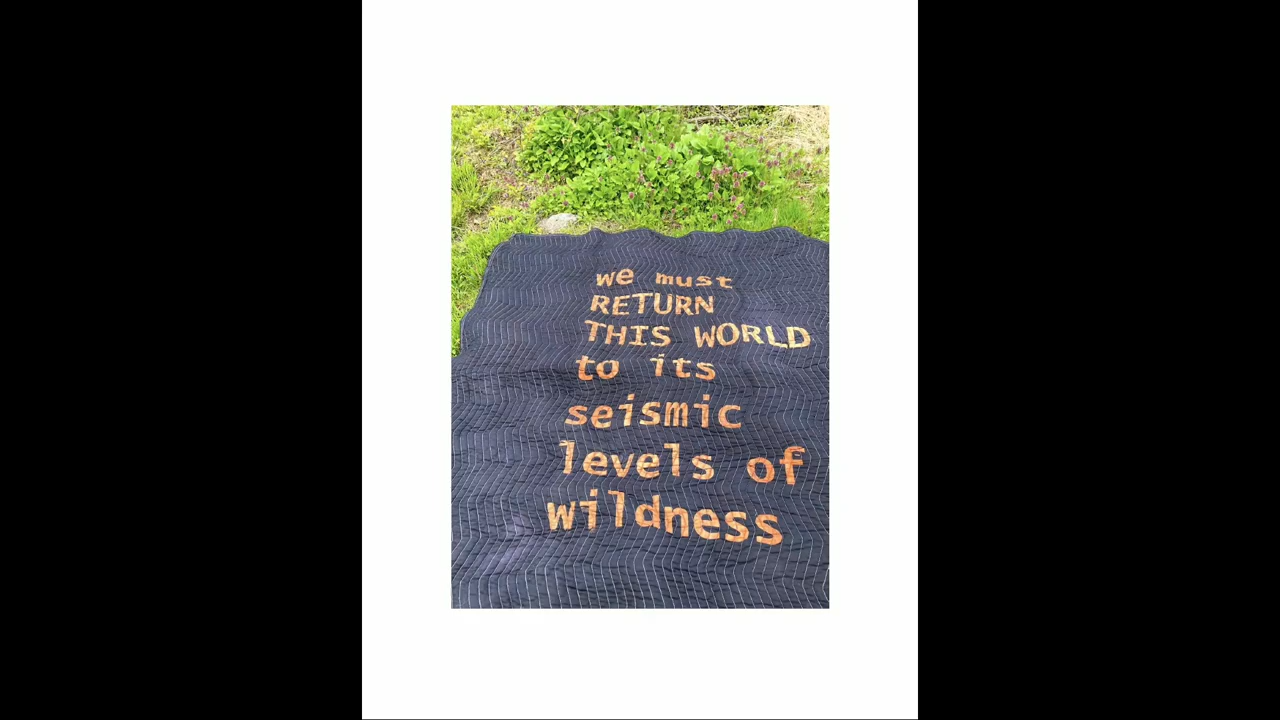 we must
RETURN
THIS WORLD
to its
seismic
levels of
wildness